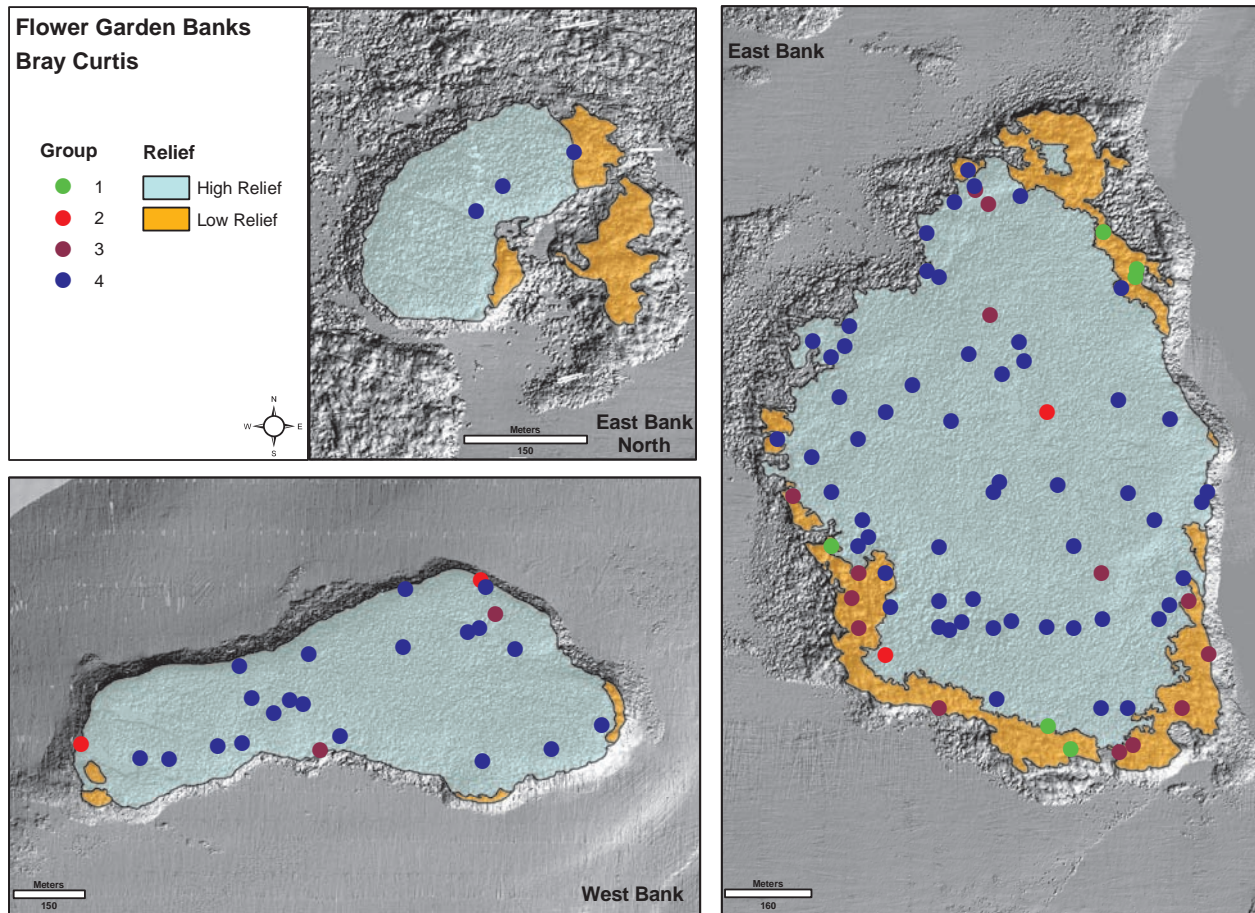 Flower Garden Banks
Bray Curtis
Group
Relief
1
High Relief
2
Low Relief
3
4
N
W
E
S
Meters
150
East Bank
North
East Bank
Meters
160
Meters
150
West Bank